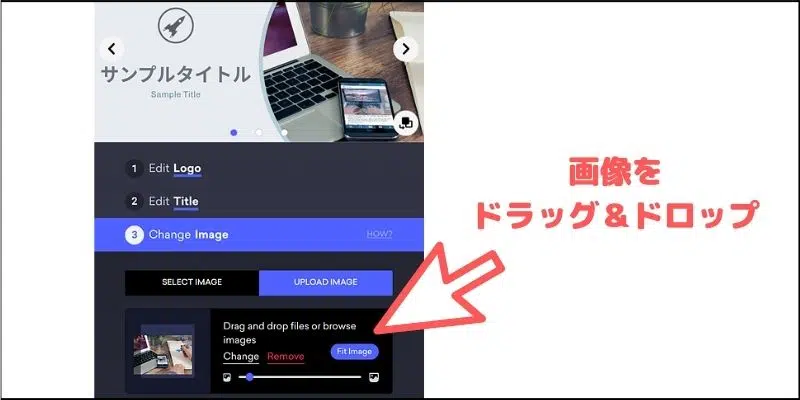 サンプルタイトル
Sample Title
1 Edit Logo
2 Edit Title
3 Change Image HOW?
SELECT IMAGE UPLOAD IMAGE
Drag and drop files or browse
images
Change Remove
Fit Image
画像を
ドラッグ＆ドロップ